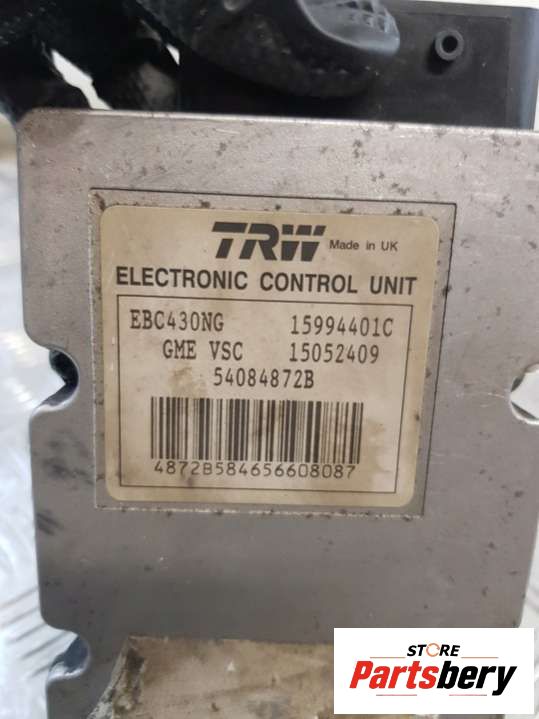 TRW Made in UK
ELECTRONIC CONTROL UNIT
EBC430NG 15994401C
GME VSC 15052409
54084872B
4872B584656608087
STORE
Partsbery